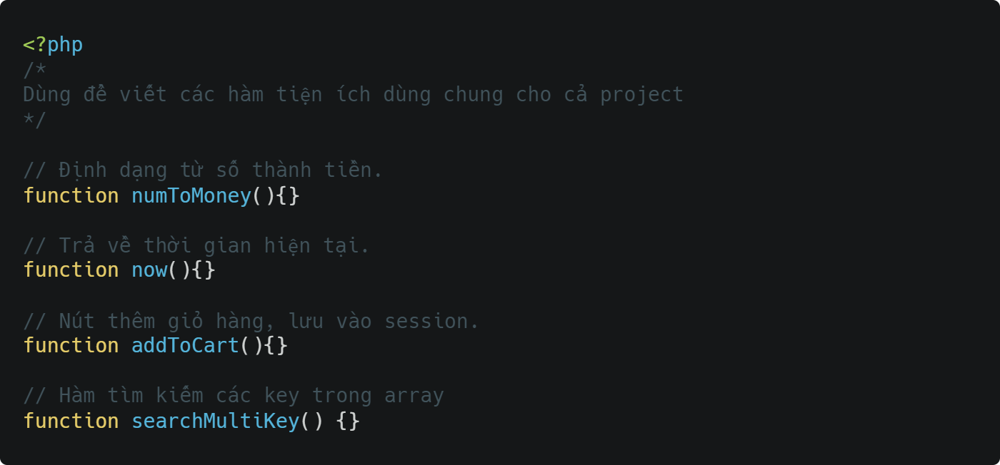 <?php
/*
Dùng để viết các hàm tiện ích dùng chung cho cả project
*/
// Định dạng từ số thành tiền.
function numToMoney(){}
// Trả về thời gian hiện tại.
function now(){}
// Nút thêm giỏ hàng, lưu vào session.
function addToCart(){}
// Hàm tìm kiếm các key trong array
function searchMultiKey() {}